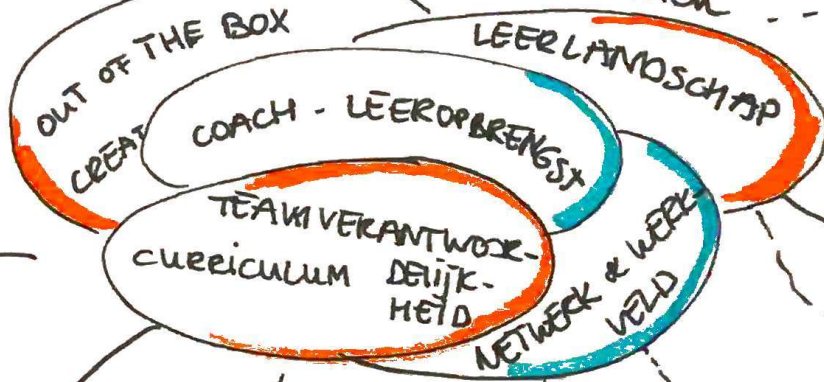 OUT OF THE BOX
LEERLANDSCHAP
COACH - LEEROPBRENGST
TEAMVERANTWOOR-
CURRICULUM DELIJK-
HEID
NETWERK & WERK-
VELD